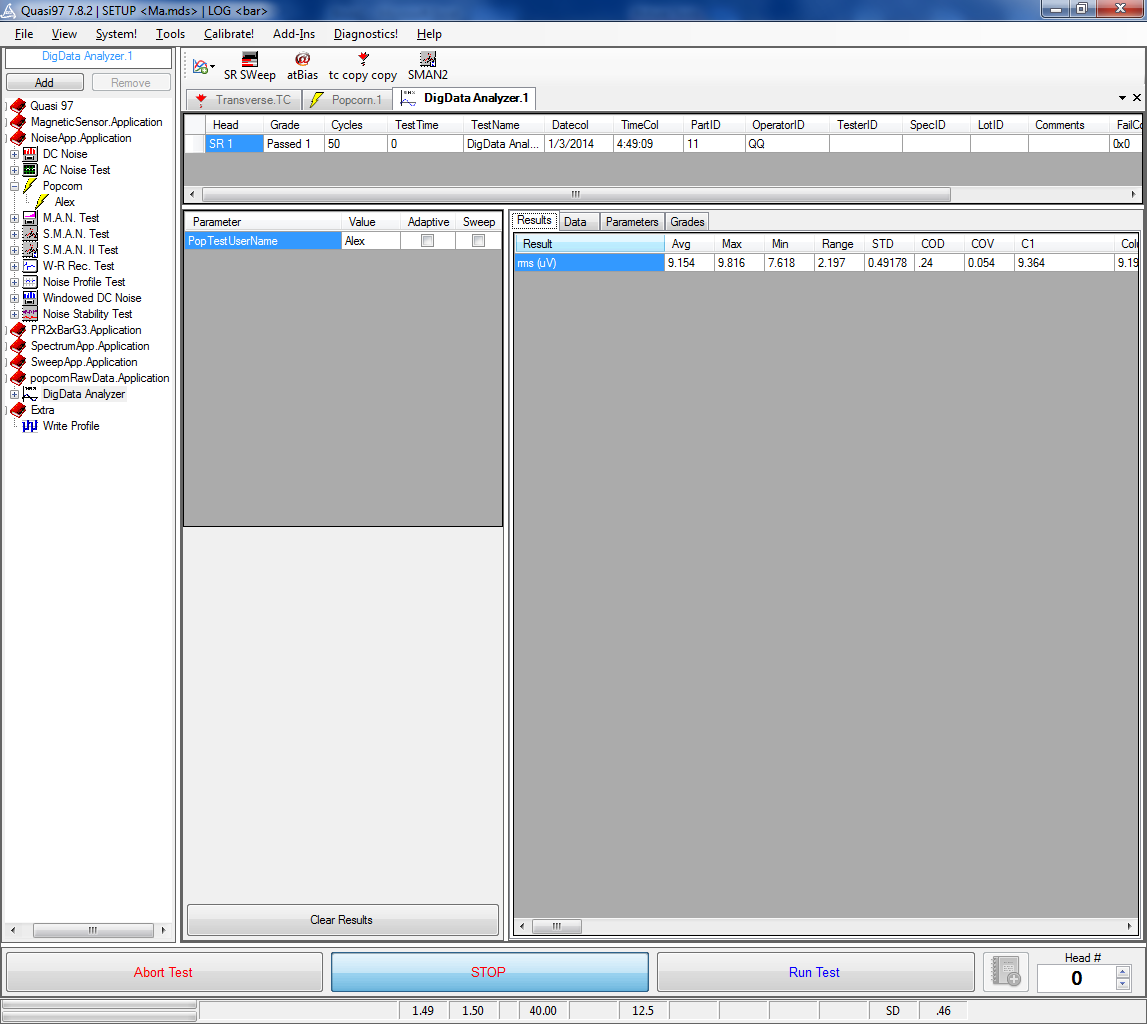 Quasi97 7.8.2 | SETUP <Ma.mds> | LOG <bar>
File View System! Tools Calibrate! Add-Ins Diagnostics! Help
DigData Analyzer.1
Add Remove
Quasi 97
MagneticSensor.Application
NoiseApp.Application
DC Noise
AC Noise Test
Popcorn
Alex
M.A.N. Test
S.M.A.N. Test
S.M.A.N. II Test
W-R Rec. Test
Noise Profile Test
Windowed DC Noise
Noise Stability Test
PR2xBarG3.Application
SpectrumApp.Application
SweepApp.Application
popcornRawData.Application
DigData Analyzer
Extra
Write Profile
SR SWeep atBias tc copy copy SMAN2
Transverse.TC Popcorn.1 DigData Analyzer.1
Head Grade Cycles TestTime TestName Datecol TimeCol PartID OperatorID TesterID SpecID LotID Comments FailCo
SR 1 Passed 1 50 0 DigData Anal... 1/3/2014 4:49:09 11 QQ 0x0
Parameter Value Adaptive Sweep
PopTestUserName Alex
Clear Results
Results Data Parameters Grades
Result Avg Max Min Range STD COD COV C1 Colu
rms (uV) 9.154 9.816 7.618 2.197 0.49178 .24 0.054 9.364 9.19
Abort Test STOP Run Test Head #
0
1.49 1.50 40.00 12.5 SD .46